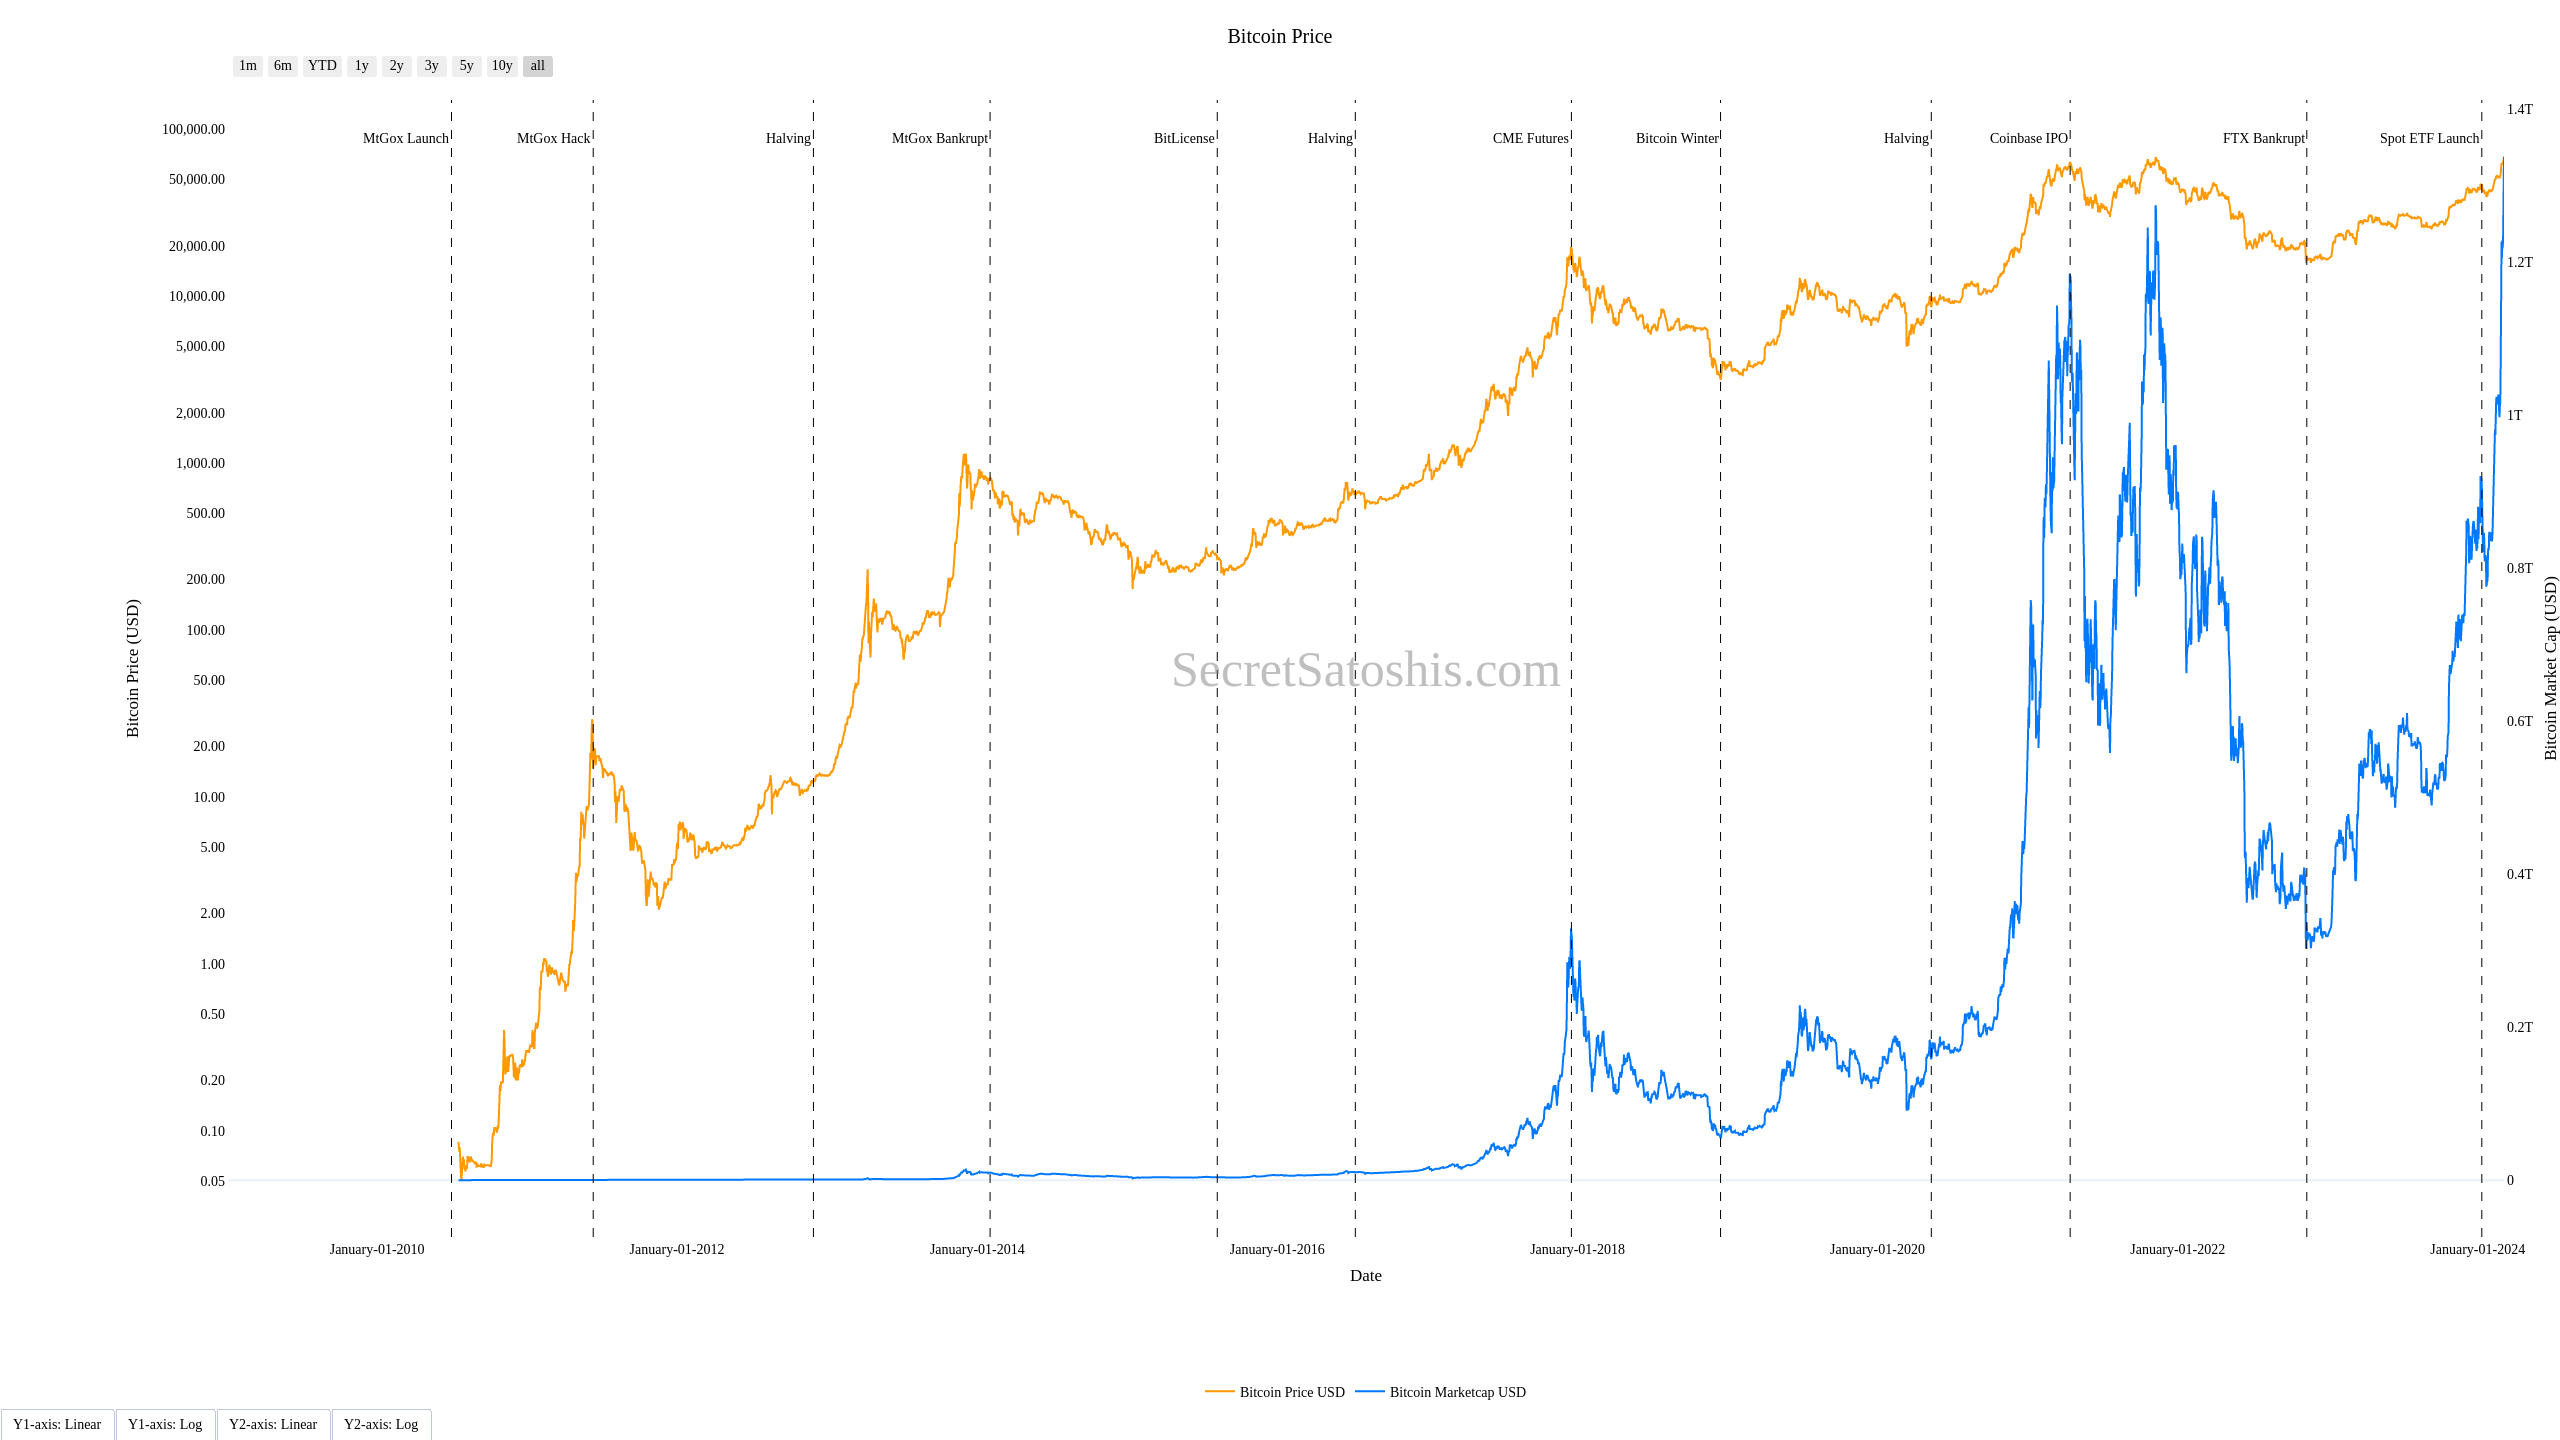 Bitcoin Price
1m 6m YTD 1y 2y 3y 5y 10y all
MtGox Launch MtGox Hack Halving MtGox Bankrupt BitLicense Halving CME Futures Bitcoin Winter Halving Coinbase IPO FTX Bankrupt Spot ETF Launch
100,000.00
50,000.00
20,000.00
10,000.00
5,000.00
2,000.00
1,000.00
500.00
200.00
100.00
50.00
20.00
10.00
5.00
2.00
1.00
0.50
0.20
0.10
0.05
Bitcoin Price (USD)
SecretSatoshis.com
1.4T
1.2T
1T
0.8T
0.6T
0.4T
0.2T
0
Bitcoin Market Cap (USD)
January-01-2010 January-01-2012 January-01-2014 January-01-2016 January-01-2018 January-01-2020 January-01-2022 January-01-2024
Date
Bitcoin Price USD Bitcoin Marketcap USD
Y1-axis: Linear Y1-axis: Log Y2-axis: Linear Y2-axis: Log